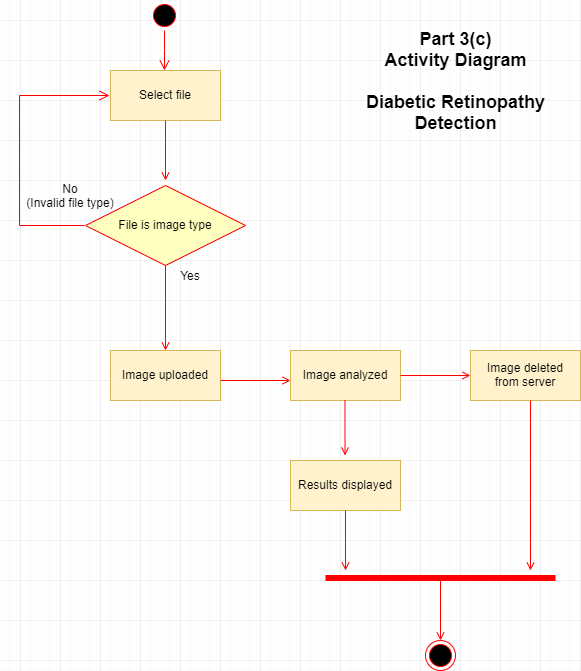 Part 3(c)
Activity Diagram
Diabetic Retinopathy
Detection
Select file
No
(Invalid file type)
File is image type
Yes
Image uploaded
Image analyzed
Image deleted
from server
Results displayed